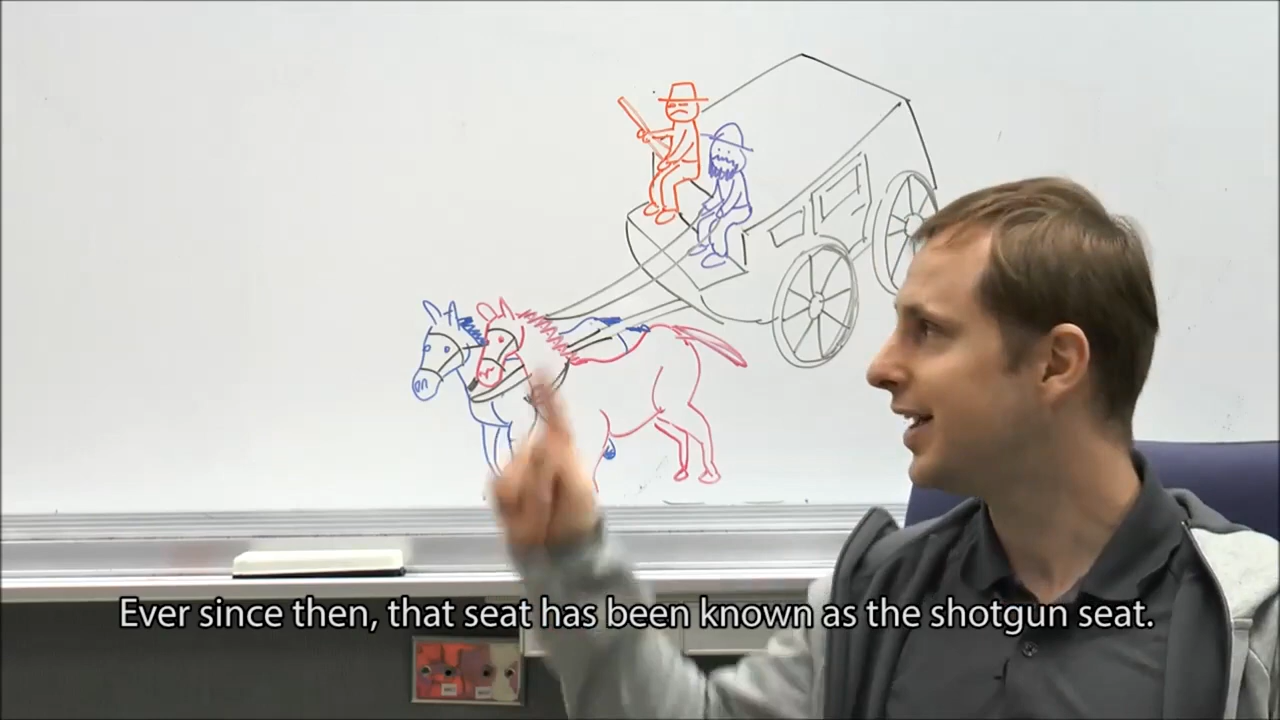 Ever since then, that seat has been known as the shotgun seat.